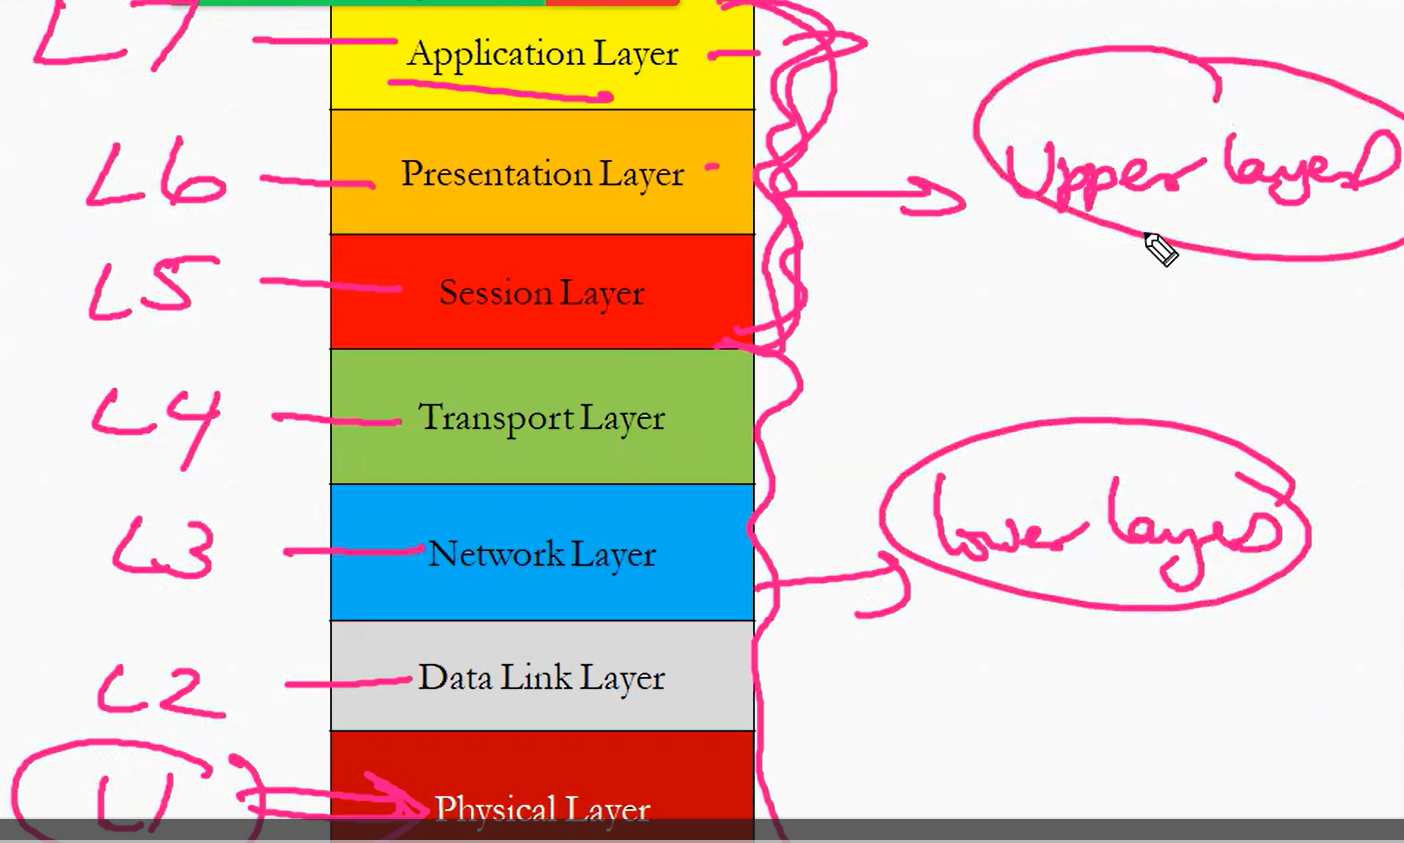 L7 Application Layer
L6 Presentation Layer
Upper layers
L5 Session Layer
L4 Transport Layer
L3 Network Layer
lower layers
L2 Data Link Layer
L1 Physical Layer